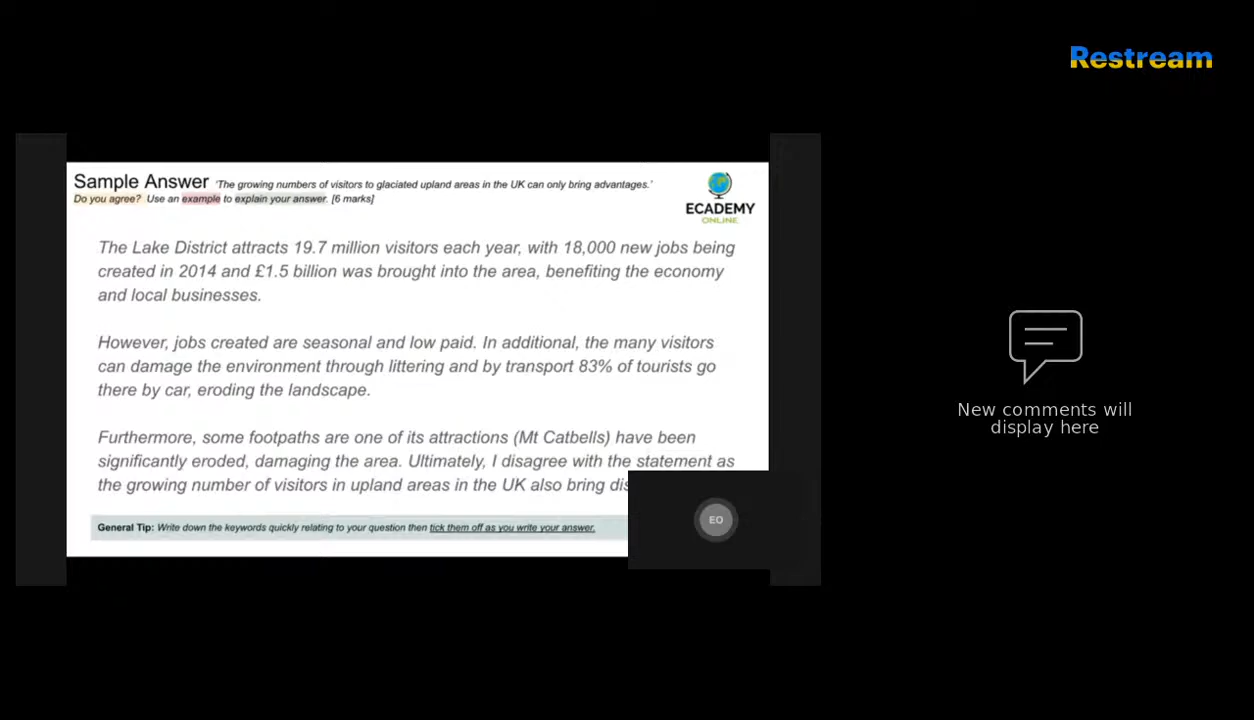 Restream
Sample Answer 'The growing numbers of visitors to glaciated upland areas in the UK can only bring advantages.'
Do you agree? Use an example to explain your answer. [6 marks]
ECADEMY
ONLINE
The Lake District attracts 19.7 million visitors each year, with 18,000 new jobs being
created in 2014 and £1.5 billion was brought into the area, benefiting the economy
and local businesses.
However, jobs created are seasonal and low paid. In additional, the many visitors
can damage the environment through littering and by transport 83% of tourists go
there by car, eroding the landscape.
Furthermore, some footpaths are one of its attractions (Mt Catbells) have been
significantly eroded, damaging the area. Ultimately, I disagree with the statement as
the growing number of visitors in upland areas in the UK also bring
General Tip: Write down the keywords quickly relating to your question then tick them off as you write your answer.
EO
New comments will
display here